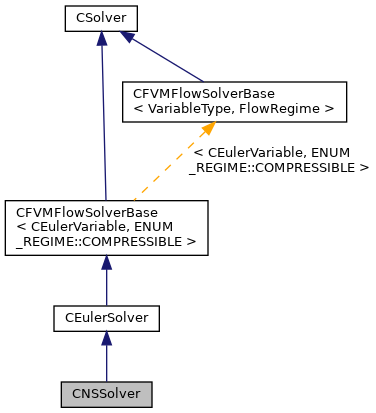 CSolver
CFVMFlowSolverBase
< VariableType, FlowRegime >
< CEulerVariable, ENUM
_REGIME::COMPRESSIBLE >
CFVMFlowSolverBase
< CEulerVariable, ENUM
_REGIME::COMPRESSIBLE >
CEulerSolver
CNSSolver